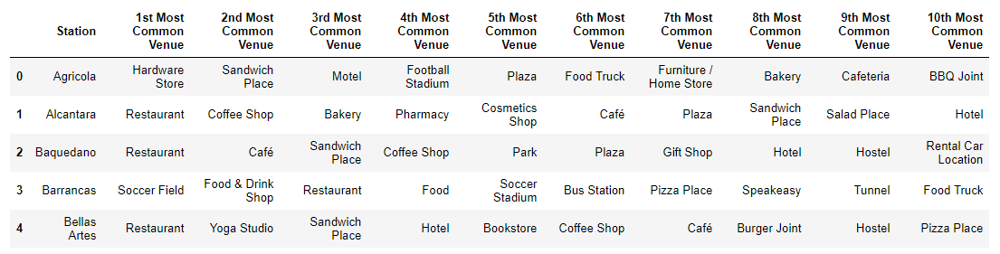 Station 1st Most Common Venue 2nd Most Common Venue 3rd Most Common Venue 4th Most Common Venue 5th Most Common Venue 6th Most Common Venue 7th Most Common Venue 8th Most Common Venue 9th Most Common Venue 10th Most Common Venue
0 Agricola Hardware Store Sandwich Place Motel Football Stadium Plaza Food Truck Furniture / Home Store Bakery Cafeteria BBQ Joint
1 Alcantara Restaurant Coffee Shop Bakery Pharmacy Cosmetics Shop Café Plaza Sandwich Place Salad Place Hotel
2 Baquedano Restaurant Café Sandwich Place Coffee Shop Park Plaza Gift Shop Hotel Hostel Rental Car Location
3 Barrancas Soccer Field Food & Drink Shop Restaurant Food Soccer Stadium Bus Station Pizza Place Speakeasy Tunnel Food Truck
4 Bellas Artes Restaurant Yoga Studio Sandwich Place Hotel Bookstore Coffee Shop Café Burger Joint Hostel Pizza Place